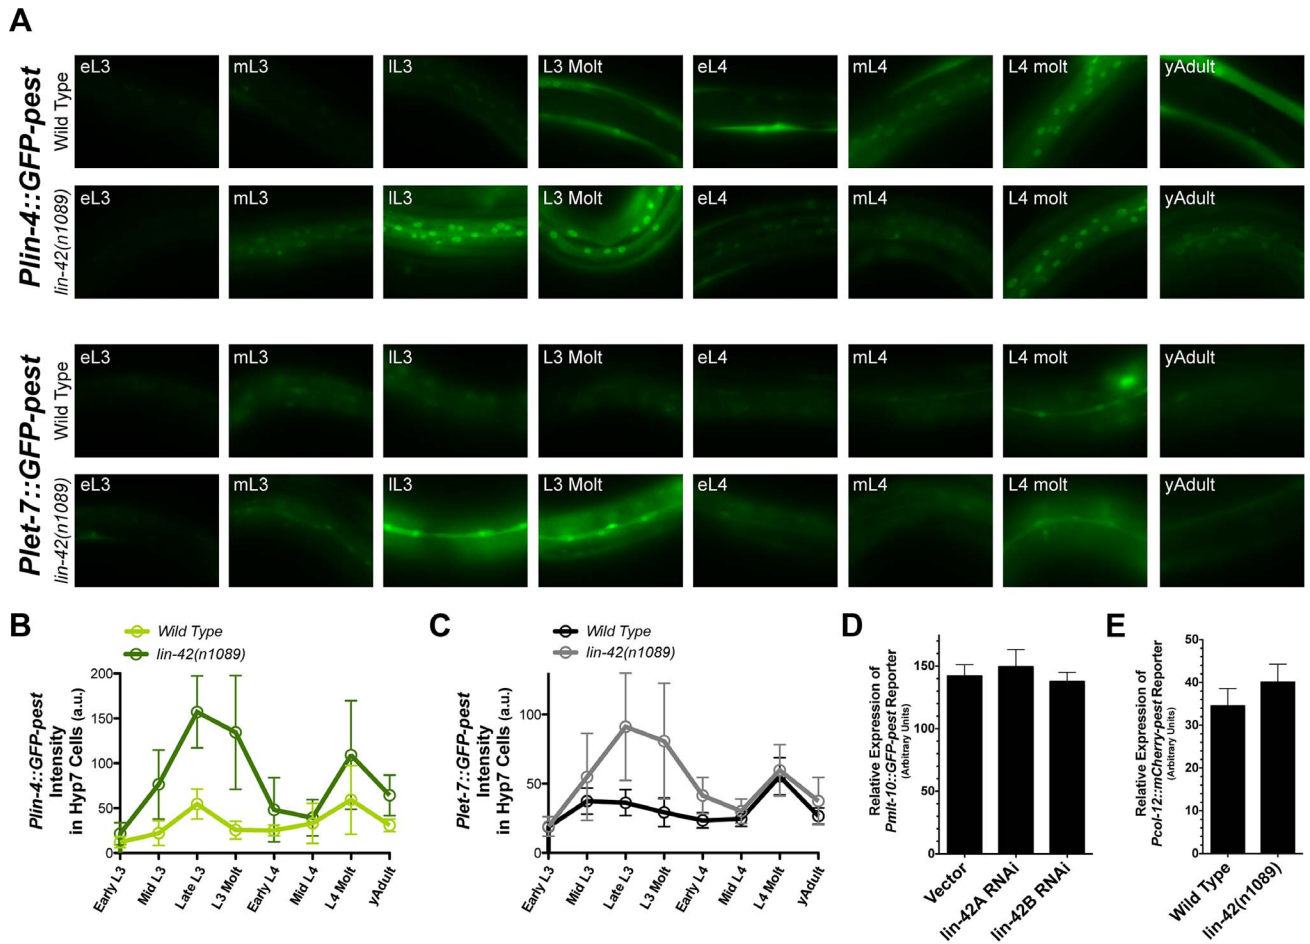 A
Plin-4::GFP-pest
Wild Type
eL3
mL3
lL3
L3 Molt
eL4
mL4
L4 molt
yAdult
lin-42(n1089)
eL3
mL3
lL3
L3 Molt
eL4
mL4
L4 molt
yAdult
Plet-7::GFP-pest
Wild Type
eL3
mL3
lL3
L3 Molt
eL4
mL4
L4 molt
yAdult
lin-42(n1089)
eL3
mL3
lL3
L3 Molt
eL4
mL4
L4 molt
yAdult
B
Wild Type
lin-42(n1089)
Plin-4::GFP-pest
Intensity
in Hyp7 Cells (a.u.)
200
150
100
50
0
Early L3
Mid L3
Late L3
L3 Molt
Early L4
Mid L4
L4 Molt
yAdult
C
Wild Type
lin-42(n1089)
Plet-7::GFP-pest
Intensity
in Hyp7 Cells (a.u.)
100
50
0
Early L3
Mid L3
Late L3
L3 Molt
Early L4
Mid L4
L4 Molt
yAdult
D
Relative Expression of
Pmlt-10::GFP-pest Reporter
(Arbitrary Units)
150
100
50
0
Vector
lin-42A RNAi
lin-42B RNAi
E
Relative Expression of
Pcol-12::mCherry-pest Reporter
(Arbitrary Units)
50
40
30
20
10
0
Wild Type
lin-42(n1089)